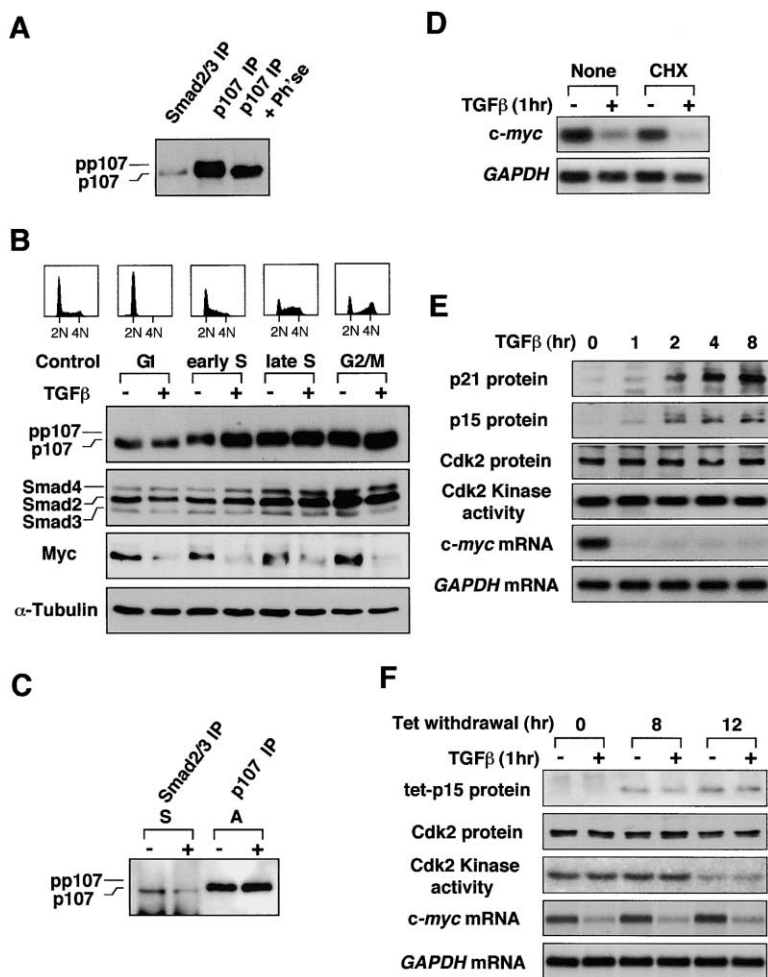 A
Smad2/3 IP
p107 IP
p107 IP
+ Ph'se
pp107
p107
B
2N 4N
2N 4N
2N 4N
2N 4N
2N 4N
Control
GI
early S
late S
G2/M
TGFβ - + - + - + - +
pp107
p107
Smad4
Smad2
Smad3
Myc
α-Tubulin
C
Smad2/3 IP
p107 IP
S
A
- + - +
pp107
p107
D
None
CHX
TGFβ (1hr) - + - +
c-myc
GAPDH
E
TGFβ (hr) 0 1 2 4 8
p21 protein
p15 protein
Cdk2 protein
Cdk2 Kinase
activity
c-myc mRNA
GAPDH mRNA
F
Tet withdrawal (hr) 0 8 12
TGFβ (1hr) - + - + - +
tet-p15 protein
Cdk2 protein
Cdk2 Kinase
activity
c-myc mRNA
GAPDH mRNA